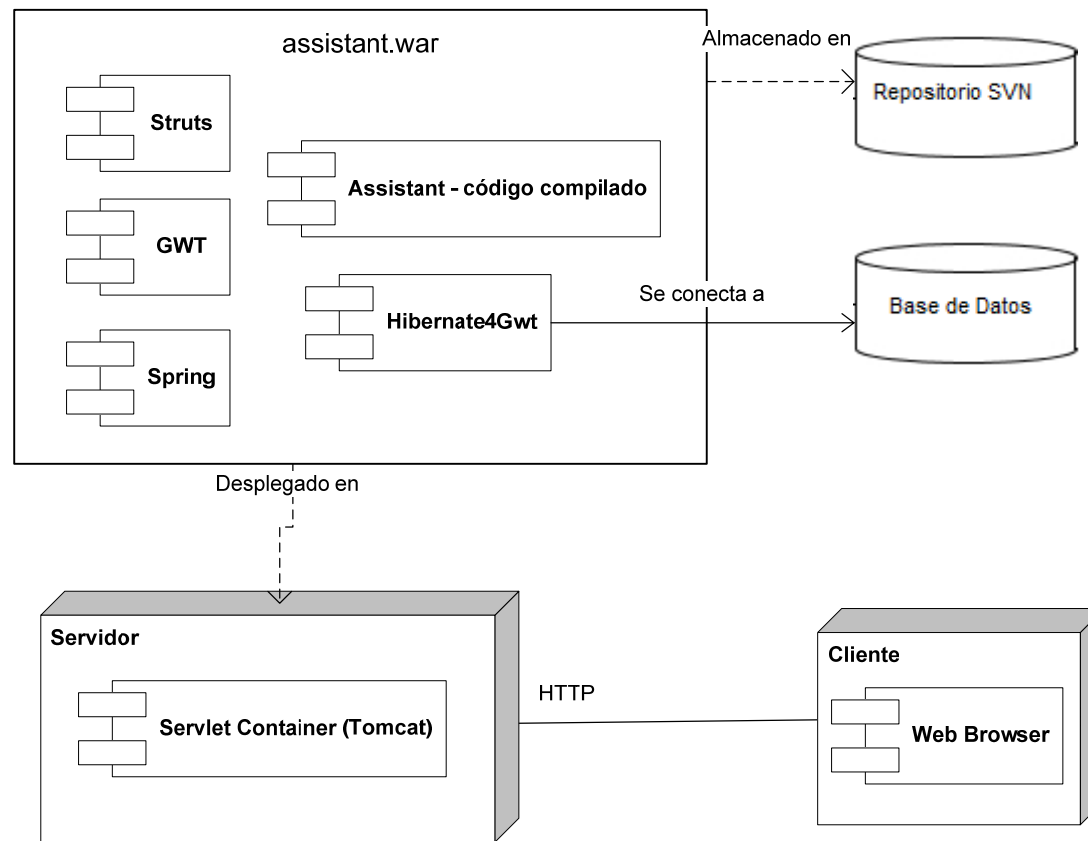 assistant.war
Almacenado en
Repositorio SVN
Struts
Assistant - código compilado
GWT
Hibernate4Gwt
Se conecta a
Base de Datos
Spring
Desplegado en
Servidor
Servlet Container (Tomcat)
HTTP
Cliente
Web Browser